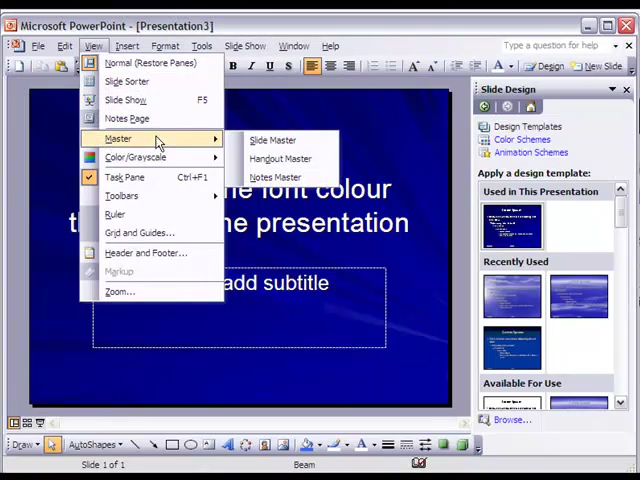 Microsoft PowerPoint - [Presentation3]
File Edit View Insert Format Tools Slide Show Window Help
Type a question for help
B I U S
Design New Slide
Normal (Restore Panes)
Slide Sorter
Slide Show F5
Notes Page
Master
Color/Grayscale
Task Pane Ctrl+F1
Toolbars
Ruler
Grid and Guides...
Header and Footer...
Markup
Zoom...
Slide Master
Handout Master
Notes Master
the font colour
th the presentation
add subtitle
Slide Design
Design Templates
Color Schemes
Animation Schemes
Apply a design template:
Used in This Presentation
Recently Used
Available For Use
Browse...
Draw AutoShapes
Slide 1 of 1 Beam